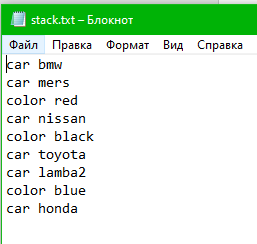 stack.txt – Блокнот
Файл Правка Формат Вид Справка
car bmw
car mers
color red
car nissan
color black
car toyota
car lamba2
color blue
car honda